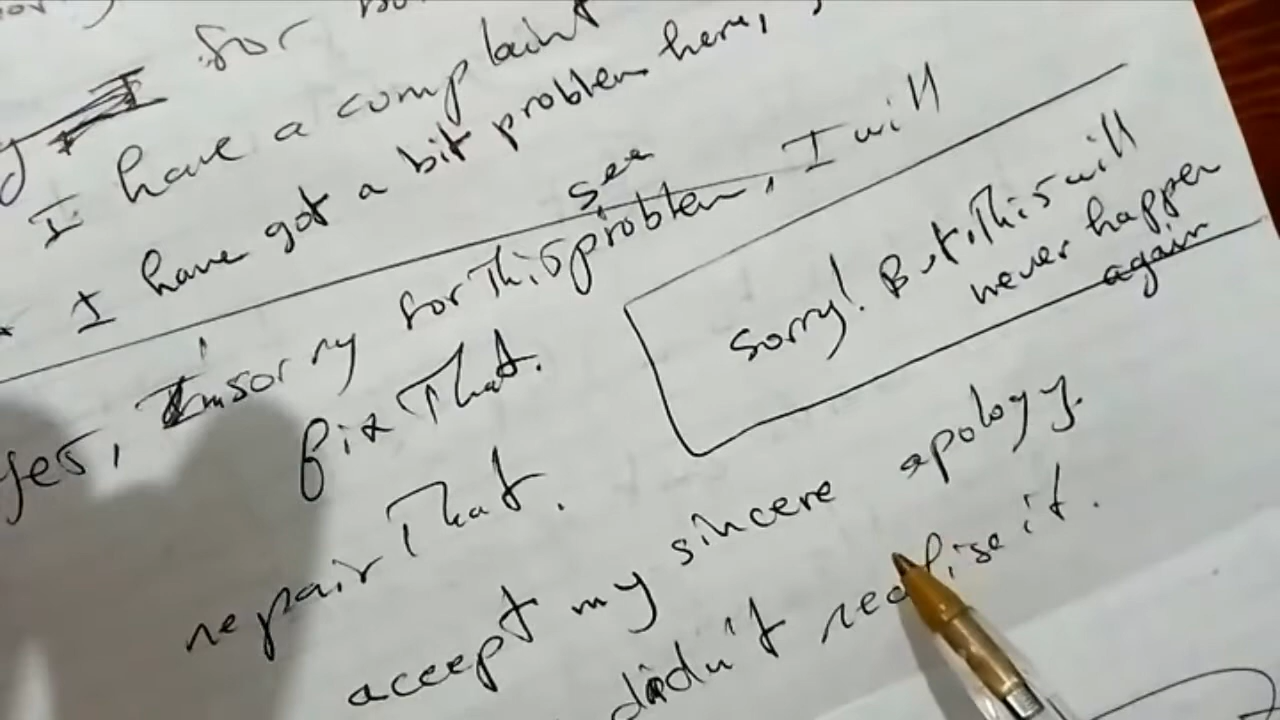 for
I have a complaint
I have got a bit problem here,
see
yes, I'm sorry for This problem, I will
fix That.
repair That.
Sorry! But, This will
never happen
again
accept my sincere apology.
didn't realise it.